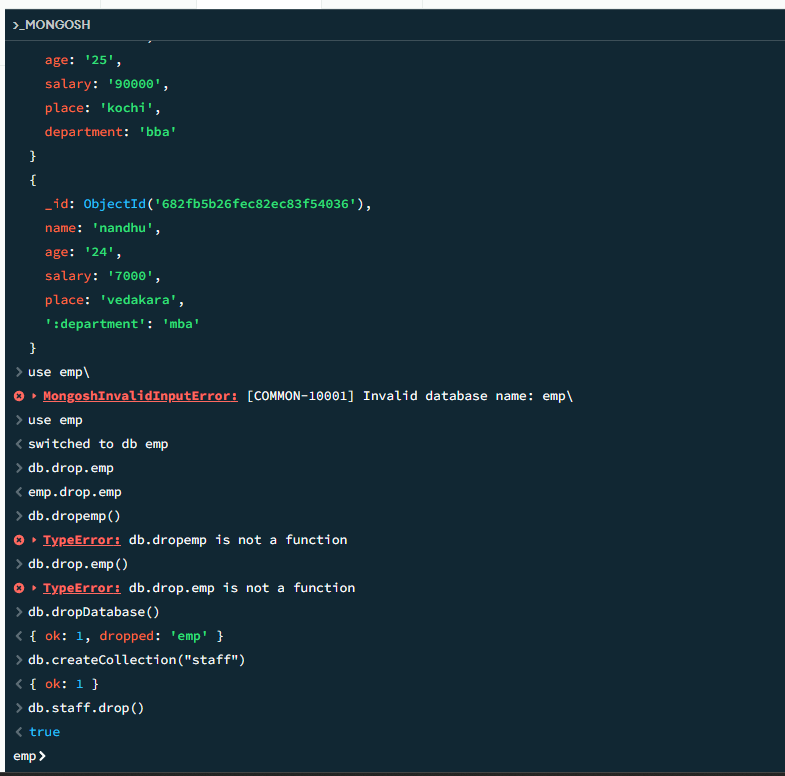 >_MONGOSH
age: '25',
salary: '90000',
place: 'kochi',
department: 'bba'
}
{
_id: ObjectId('682fb5b26fec82ec83f54036'),
name: 'nandhu',
age: '24',
salary: '7000',
place: 'vedakara',
':department': 'mba'
}
> use emp\
MongoshInvalidInputError: [COMMON-10001] Invalid database name: emp\
> use emp
< switched to db emp
> db.drop.emp
< emp.drop.emp
> db.dropemp()
TypeError: db.dropemp is not a function
> db.drop.emp()
TypeError: db.drop.emp is not a function
> db.dropDatabase()
< { ok: 1, dropped: 'emp' }
> db.createCollection("staff")
< { ok: 1 }
> db.staff.drop()
< true
emp>